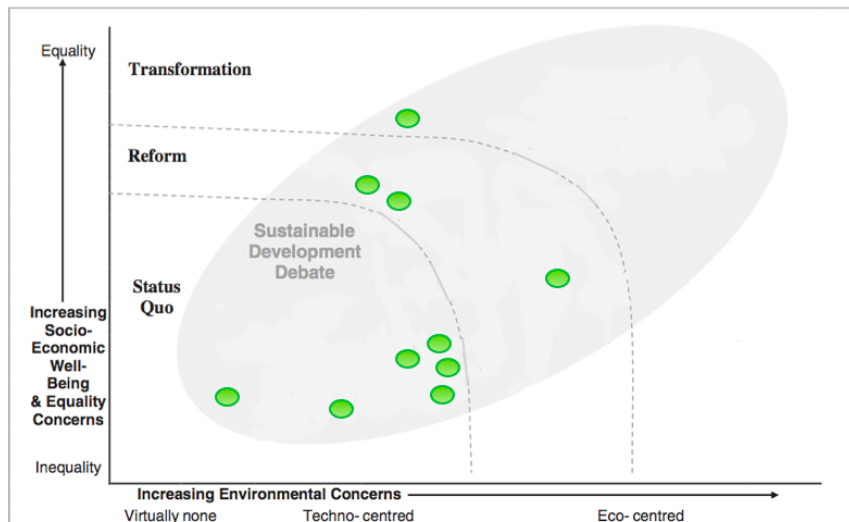 Equality
Transformation
Reform
Sustainable
Development
Debate
Status
Quo
Increasing
Socio-
Economic
Well-
Being
& Equality
Concerns
Inequality
Increasing Environmental Concerns
Virtually none
Techno- centred
Eco- centred